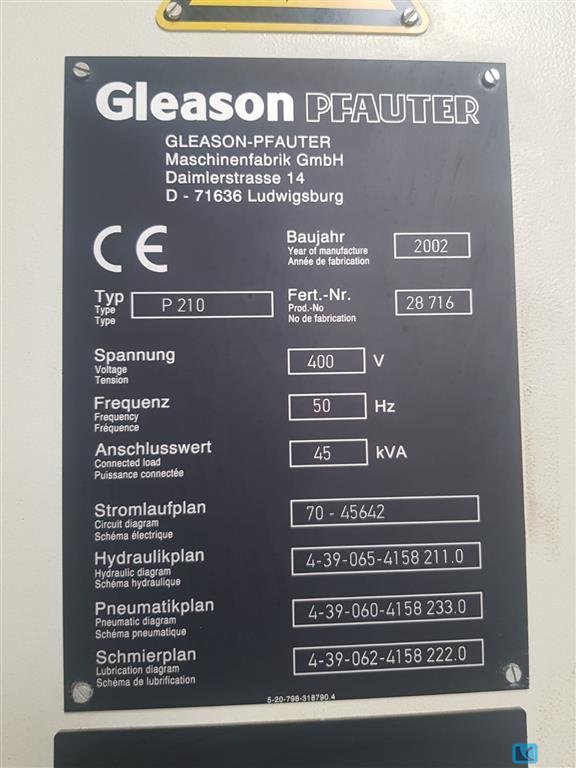 Gleason PFAUTER
GLEASON-PFAUTER
Maschinenfabrik GmbH
Daimlerstrasse 14
D - 71636 Ludwigsburg
CE
Baujahr
Year of manufacture
Année de fabrication
2002
Typ
Type
Type
P 210
Fert.-Nr.
Prod.-No
No de fabrication
28 716
Spannung
Voltage
Tension
400 V
Frequenz
Frequency
Fréquence
50 Hz
Anschlusswert
Connected load
Puissance connectée
45 kVA
Stromlaufplan
Circuit diagram
Schéma électrique
70 - 45642
Hydraulikplan
Hydraulic diagram
Schéma hydraulique
4-39-065-4158 211.0
Pneumatikplan
Pneumatic diagram
Schéma pneumatique
4-39-060-4158 233.0
Schmierplan
Lubrication diagram
Schéma de lubrification
4-39-062-4158 222.0
5-20-798-318790.4